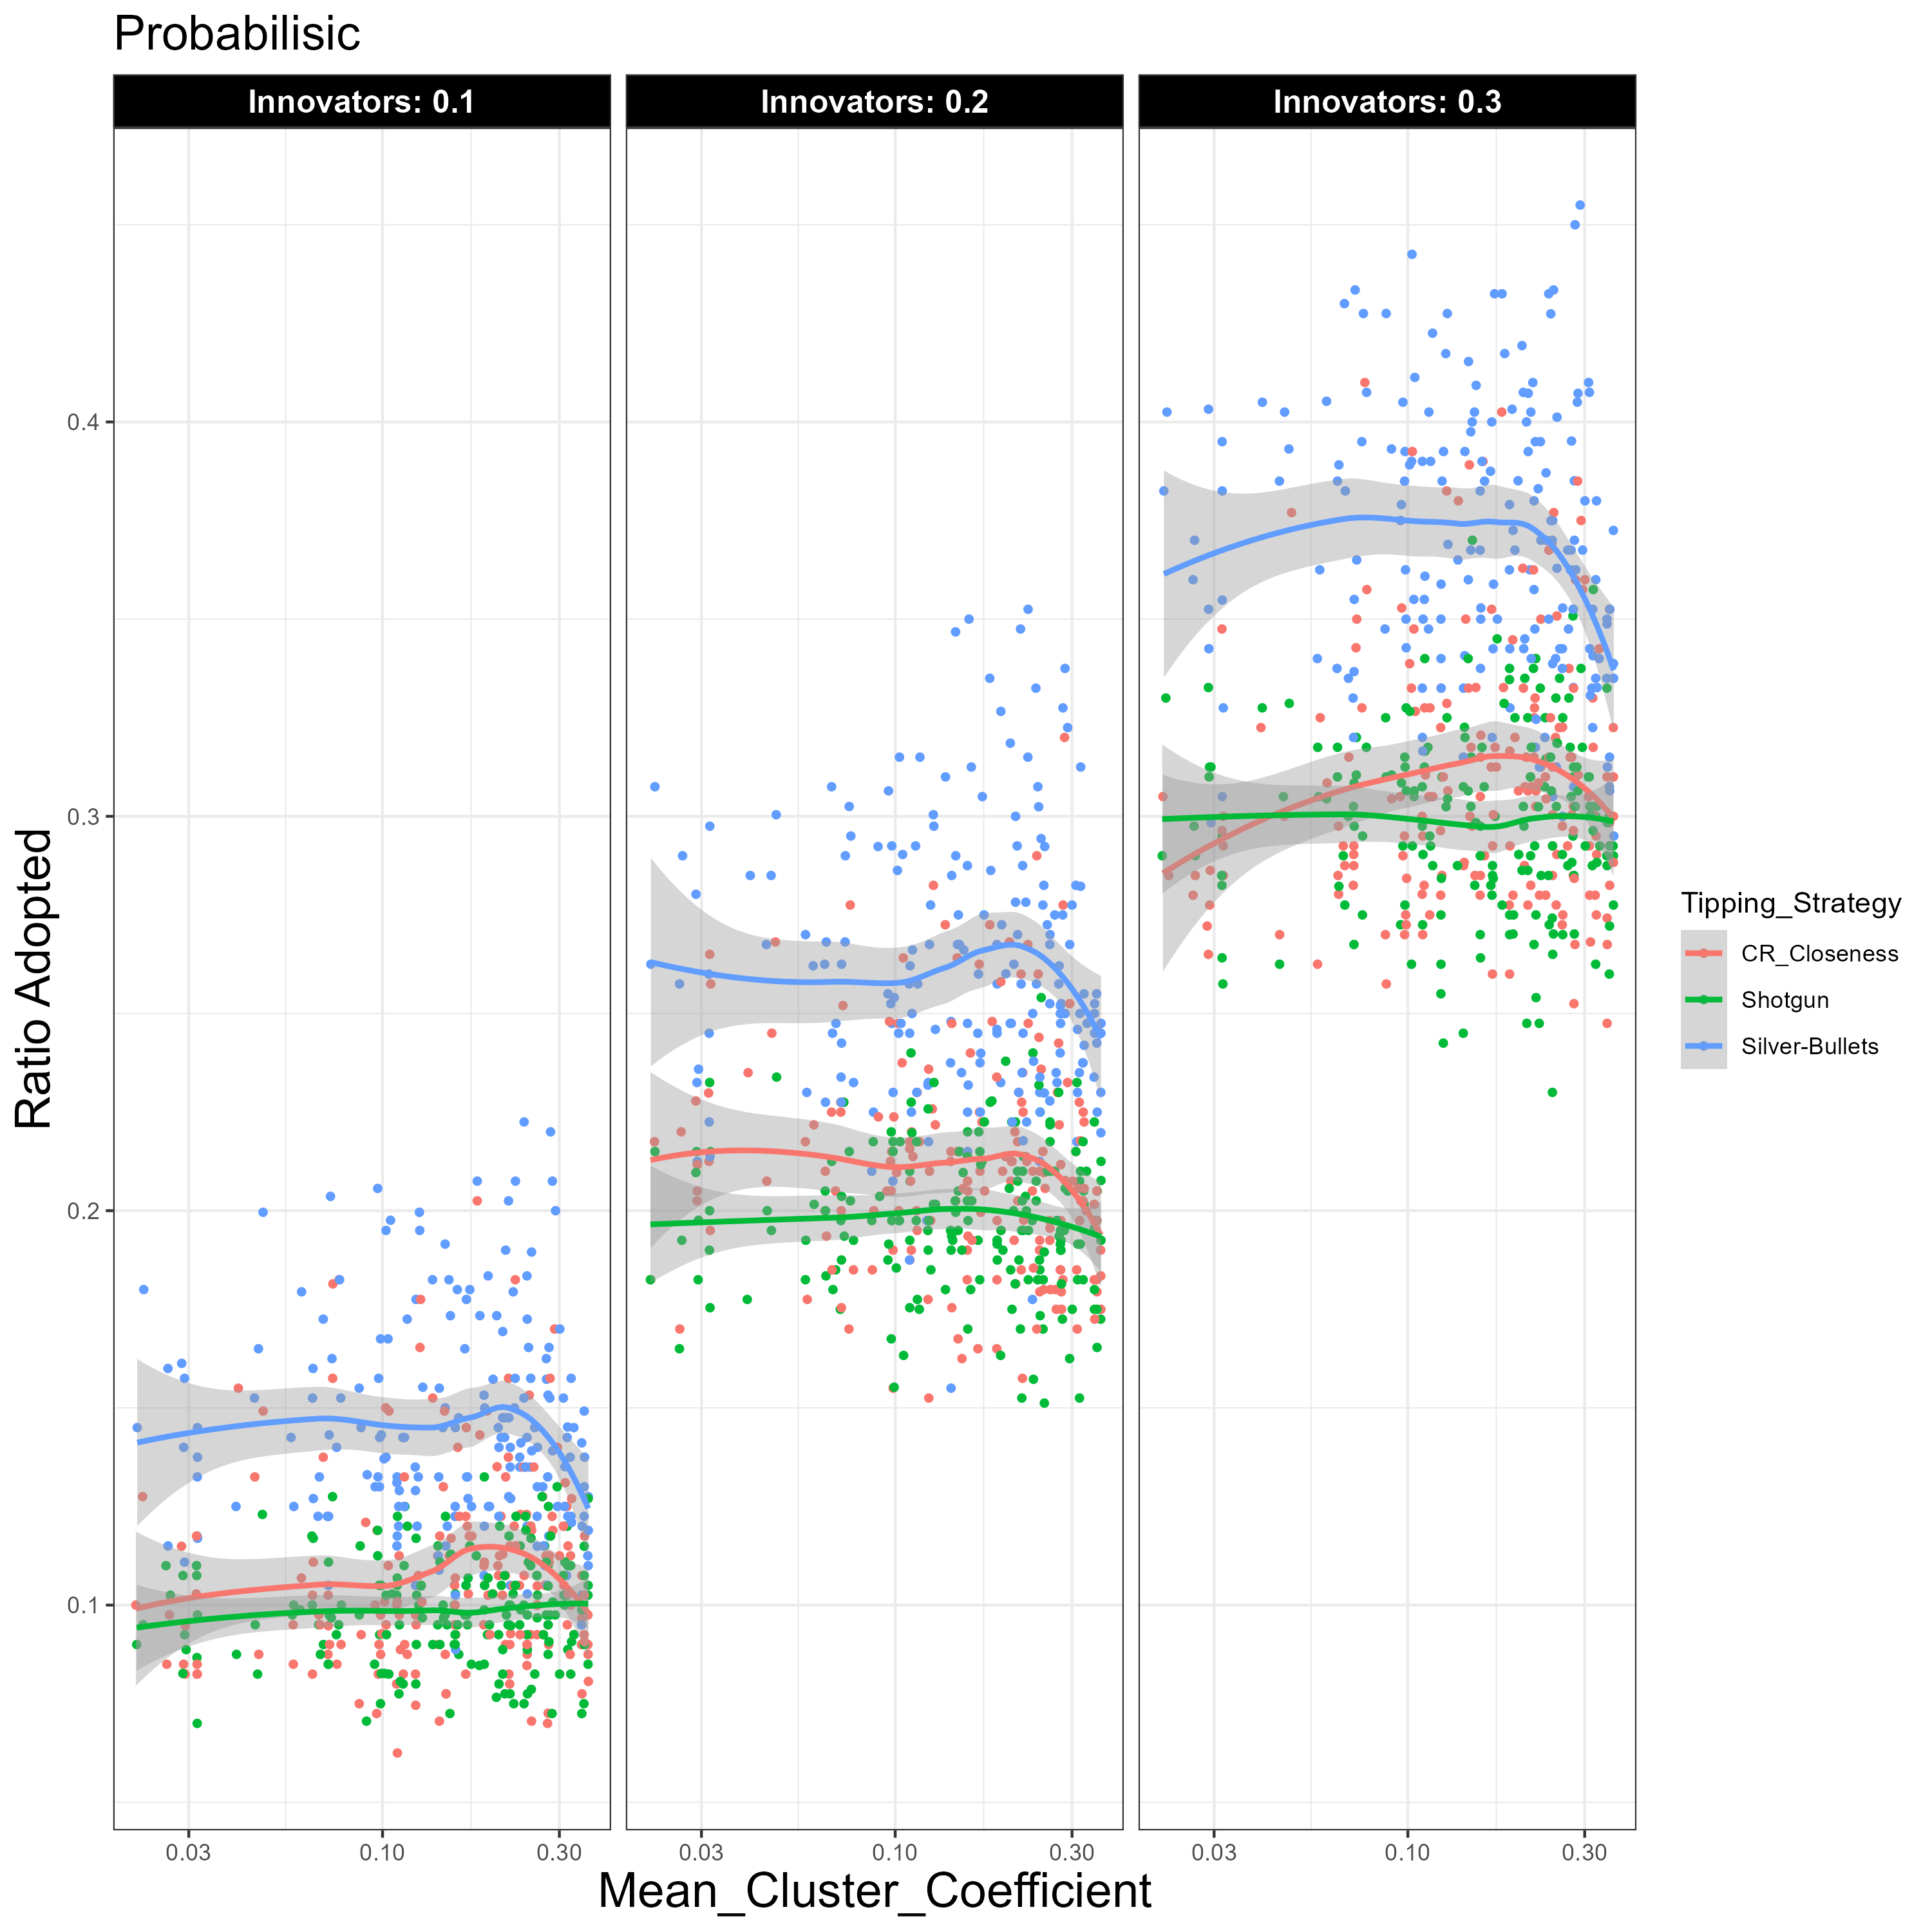 Probabilisic
Innovators: 0.1
Innovators: 0.2
Innovators: 0.3
Ratio Adopted
0.4
0.3
0.2
0.1
0.03 0.10 0.30
0.03 0.10 0.30
0.03 0.10 0.30
Mean_Cluster_Coefficient
Tipping_Strategy
CR_Closeness
Shotgun
Silver-Bullets